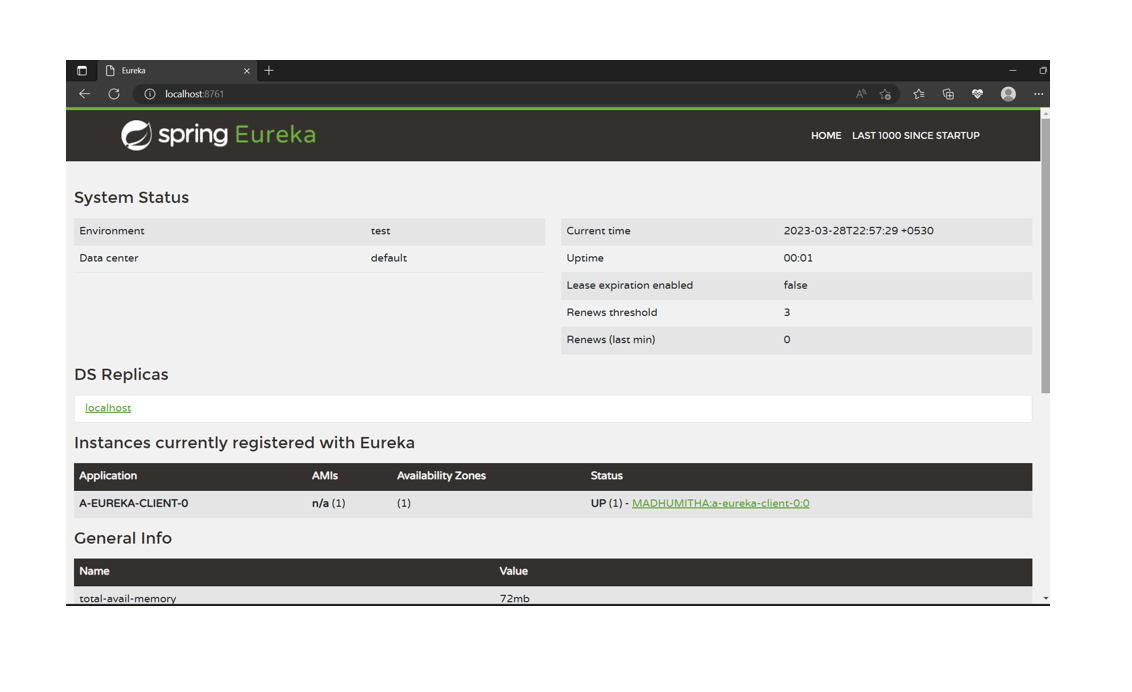 Eureka
localhost:8761
spring Eureka
HOME LAST 1000 SINCE STARTUP
System Status
Environment test
Data center default
Current time 2023-03-28T22:57:29 +0530
Uptime 00:01
Lease expiration enabled false
Renews threshold 3
Renews (last min) 0
DS Replicas
localhost
Instances currently registered with Eureka
Application AMIs Availability Zones Status
A-EUREKA-CLIENT-0 n/a (1) (1) UP (1) - MADHUMITHA:a-eureka-client-0:0
General Info
Name Value
total-avail-memory 72mb